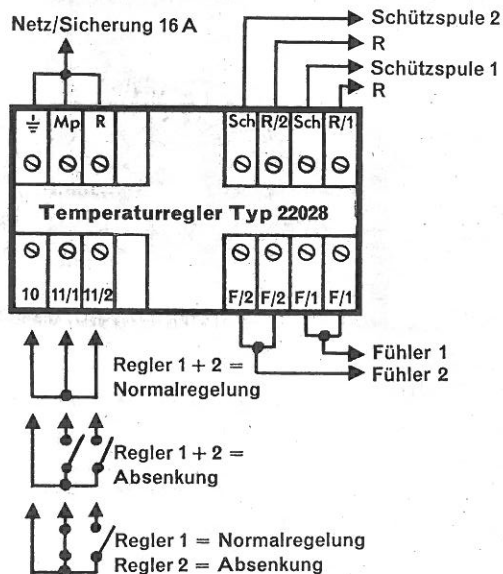 Netz/Sicherung 16 A
Schützspule 2
R
Schützspule 1
R
Mp R
Sch R/2 Sch R/1
Temperaturregler Typ 22028
10 11/1 11/2
F/2 F/2 F/1 F/1
Fühler 1
Fühler 2
Regler 1 + 2 =
Normalregelung
Regler 1 + 2 =
Absenkung
Regler 1 = Normalregelung
Regler 2 = Absenkung